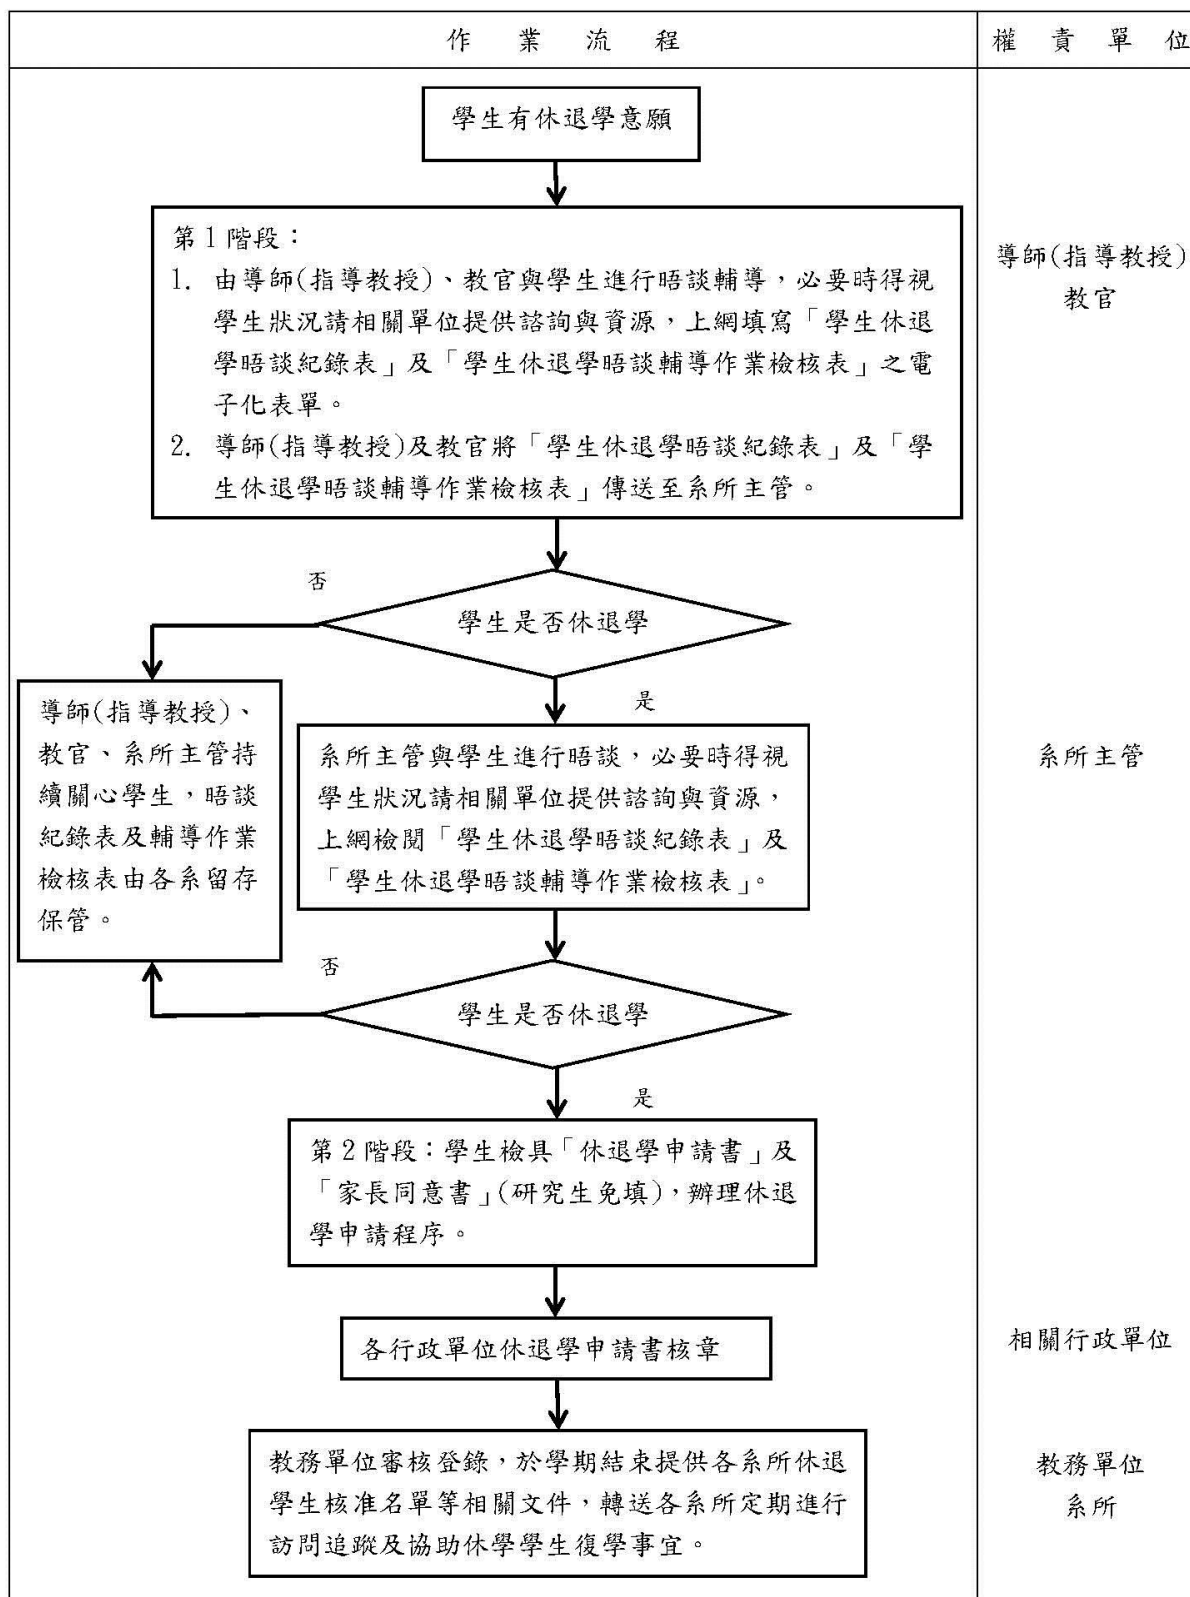 作業流程
權責單位
學生有休退學意願
第1階段：
1. 由導師(指導教授)、教官與學生進行晤談輔導，必要時得視
學生狀況請相關單位提供諮詢與資源，上網填寫「學生休退
學晤談紀錄表」及「學生休退學晤談輔導作業檢核表」之電
子化表單。
2. 導師(指導教授)及教官將「學生休退學晤談紀錄表」及「學
生休退學晤談輔導作業檢核表」傳送至系所主管。
導師(指導教授)
教官
否
學生是否休退學
是
導師(指導教授)、
教官、系所主管持
續關心學生，晤談
紀錄表及輔導作業
檢核表由各系留存
保管。
系所主管與學生進行晤談，必要時得視
學生狀況請相關單位提供諮詢與資源，
上網檢閱「學生休退學晤談紀錄表」及
「學生休退學晤談輔導作業檢核表」。
系所主管
否
學生是否休退學
是
第2階段：學生檢具「休退學申請書」及
「家長同意書」(研究生免填)，辦理休退
學申請程序。
各行政單位休退學申請書核章
相關行政單位
教務單位審核登錄，於學期結束提供各系所休退
學生核准名單等相關文件，轉送各系所定期進行
訪問追蹤及協助休學學生復學事宜。
教務單位
系所